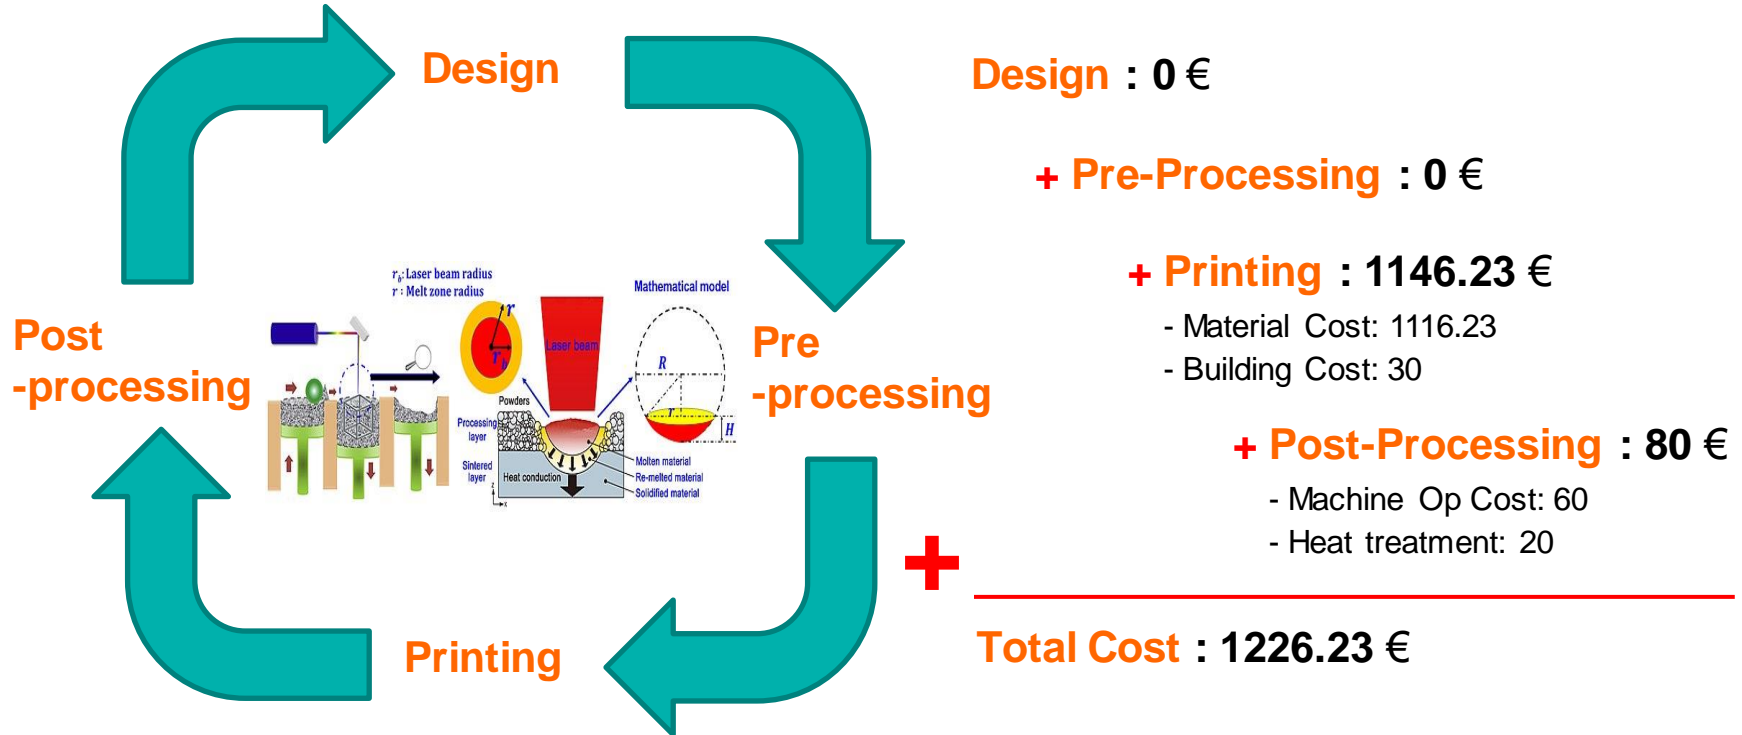 Design
Pre
-processing
Printing
Post
-processing
r_b: Laser beam radius
r : Melt zone radius
r
r_b
Laser beam
Mathematical model
R
r
H
Powders
Processing
layer
Sintered
layer
Heat conduction
Molten material
Re-melted material
Solidified material
z
x
Design : 0 €
+ Pre-Processing : 0 €
+ Printing : 1146.23 €
- Material Cost: 1116.23
- Building Cost: 30
+ Post-Processing : 80 €
- Machine Op Cost: 60
- Heat treatment: 20
+
Total Cost : 1226.23 €